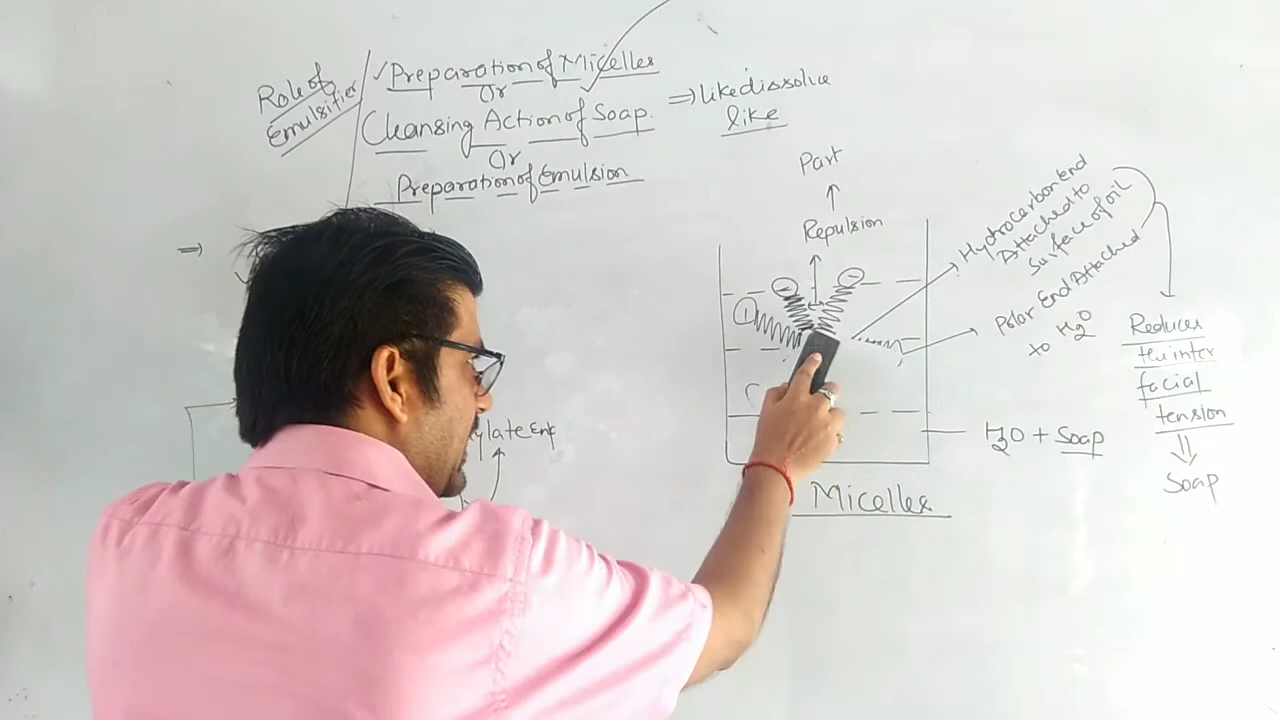 Role of
Emulsifier
✓ Preparation of Micelles
Or
Cleansing Action of Soap.
Or
Preparation of Emulsion
⇒ like dissolve
like
⇒
Part
↑
Repulsion
Hydrocarbon end
Attached to
Surface of oil
Polar End Attached
to H2O
Reduces
the inter
facial
tension
⇓
Soap
H2O + Soap
Micelles